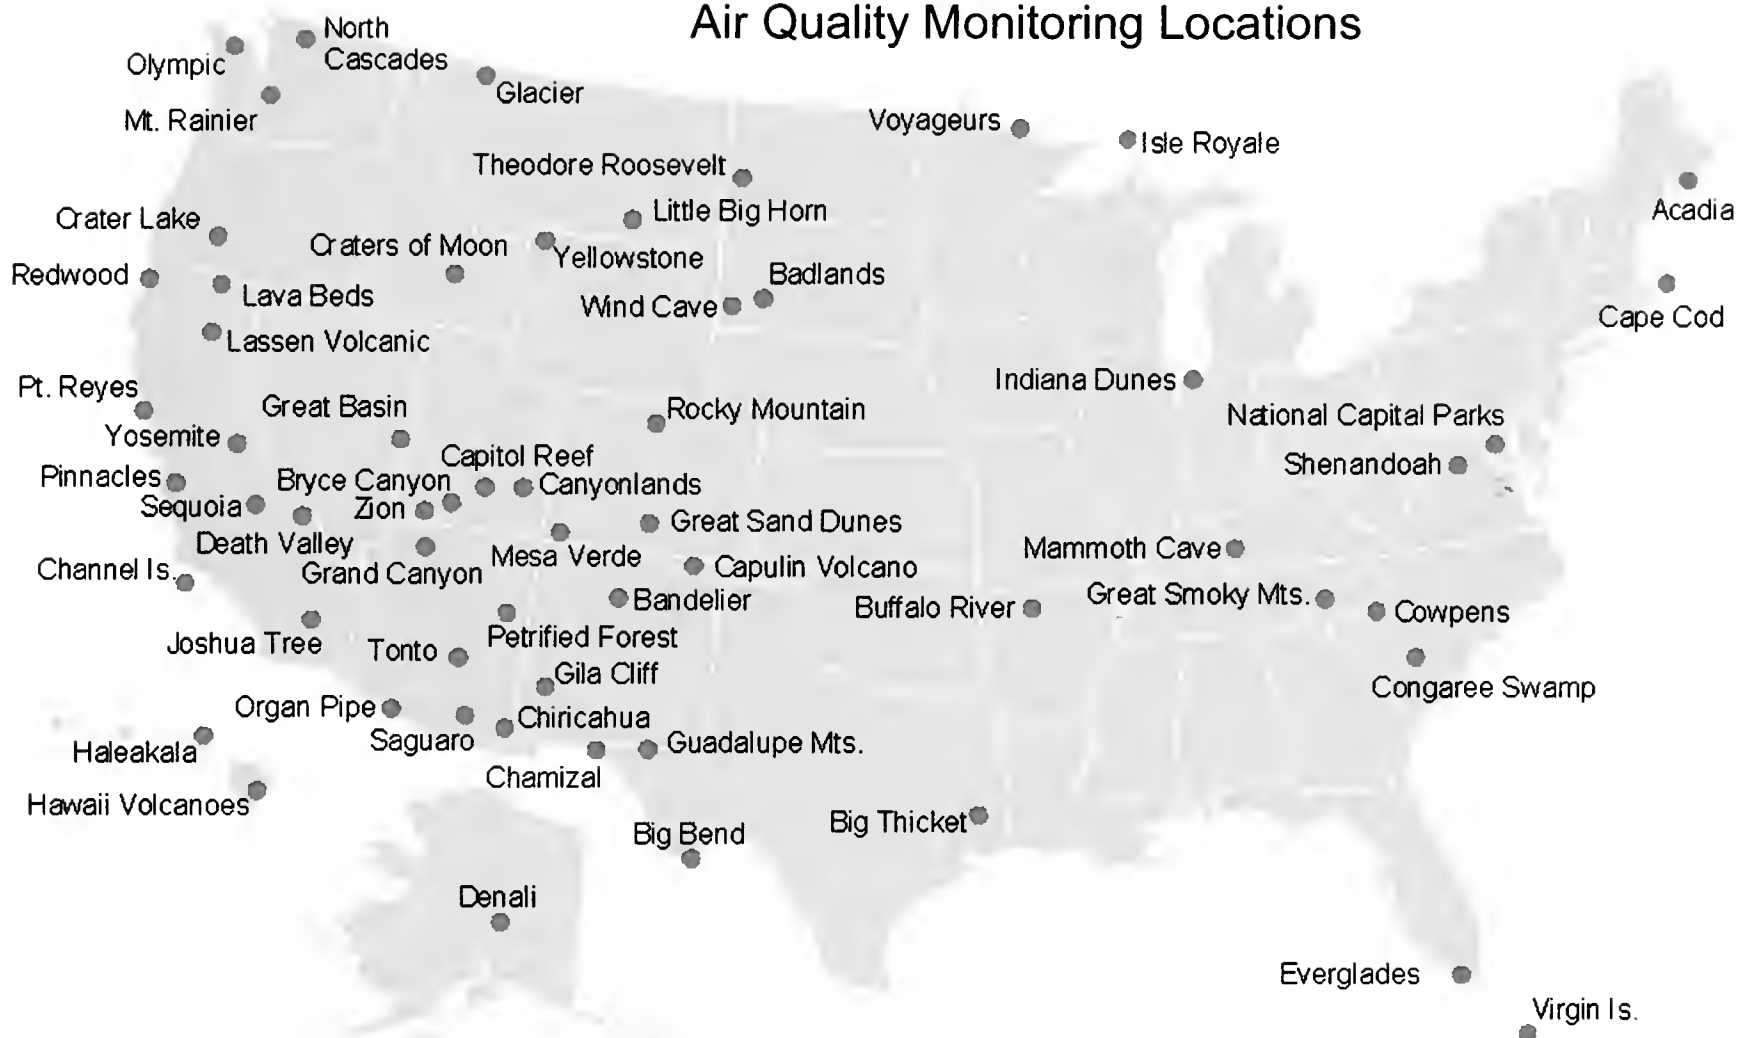 Air Quality Monitoring Locations
North
Cascades
Olympic
Glacier
Mt. Rainier
Voyageurs
Isle Royale
Theodore Roosevelt
Acadia
Little Big Horn
Crater Lake
Craters of Moon
Yellowstone
Redwood
Badlands
Lava Beds
Wind Cave
Cape Cod
Lassen Volcanic
Indiana Dunes
Pt. Reyes
Great Basin
Rocky Mountain
National Capital Parks
Yosemite
Capitol Reef
Shenandoah
Pinnacles
Bryce Canyon
Canyonlands
Sequoia
Zion
Great Sand Dunes
Death Valley
Mesa Verde
Mammoth Cave
Channel Is.
Grand Canyon
Capulin Volcano
Bandelier
Buffalo River
Great Smoky Mts.
Cowpens
Joshua Tree
Tonto
Petrified Forest
Gila Cliff
Congaree Swamp
Organ Pipe
Chiricahua
Saguaro
Guadalupe Mts.
Haleakala
Chamizal
Hawaii Volcanoes
Big Bend
Big Thicket
Denali
Everglades
Virgin Is.